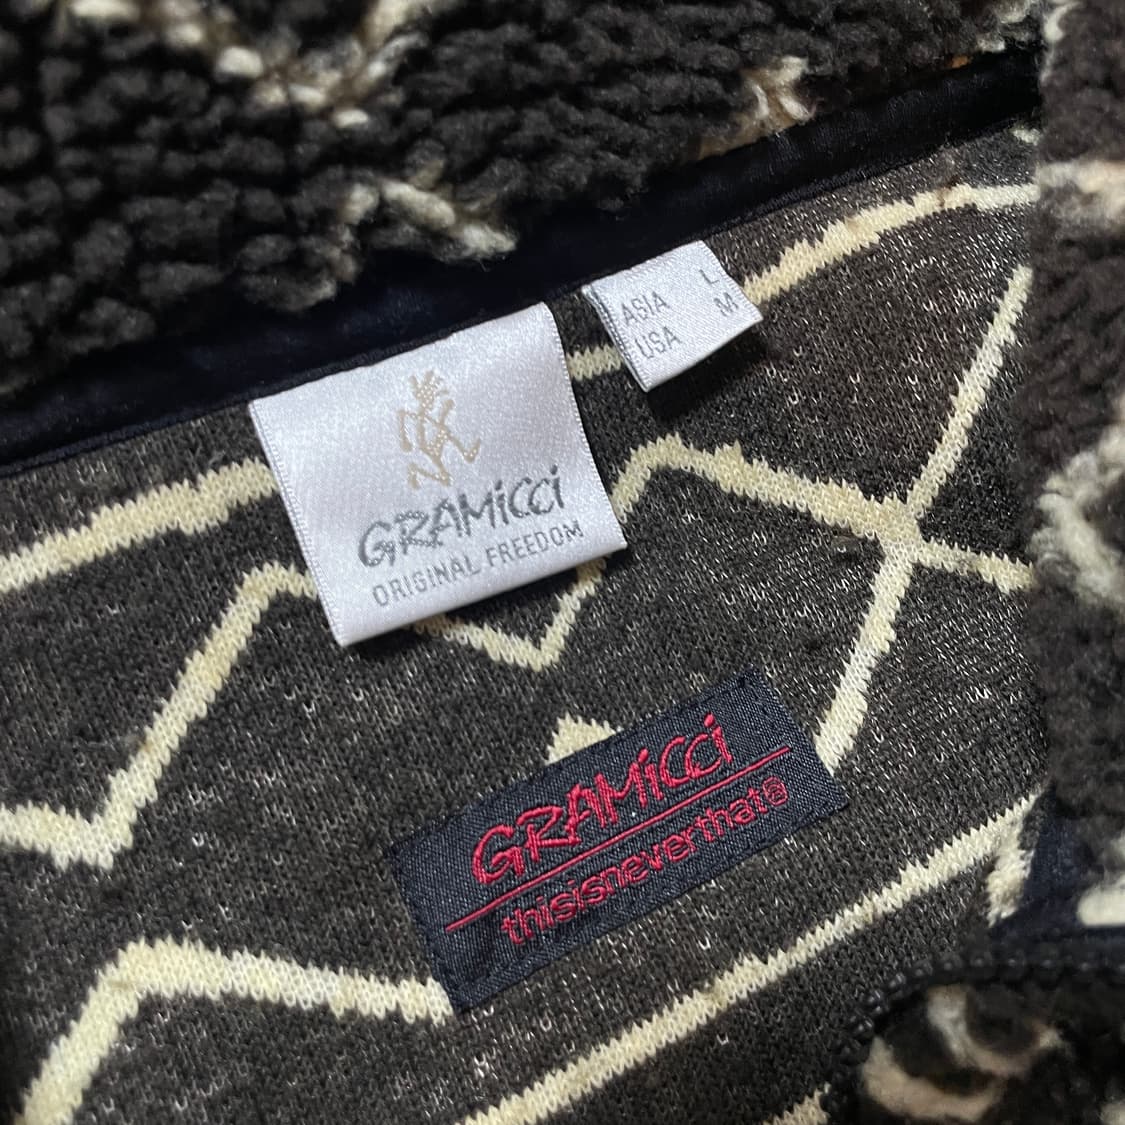 GRAMiCCi
ORIGINAL FREEDOM
ASIA L
USA M
GRAMiCCi
thisisneverthat®